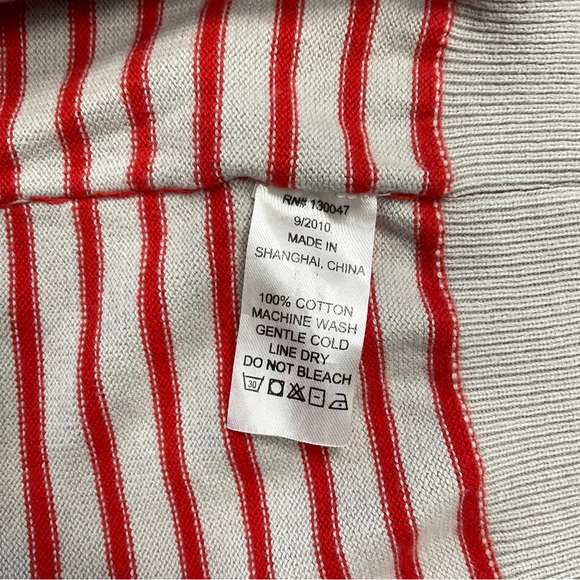 RN# 130047
9/2010
MADE IN
SHANGHAI, CHINA
100% COTTON
MACHINE WASH
GENTLE COLD
LINE DRY
DO NOT BLEACH
30